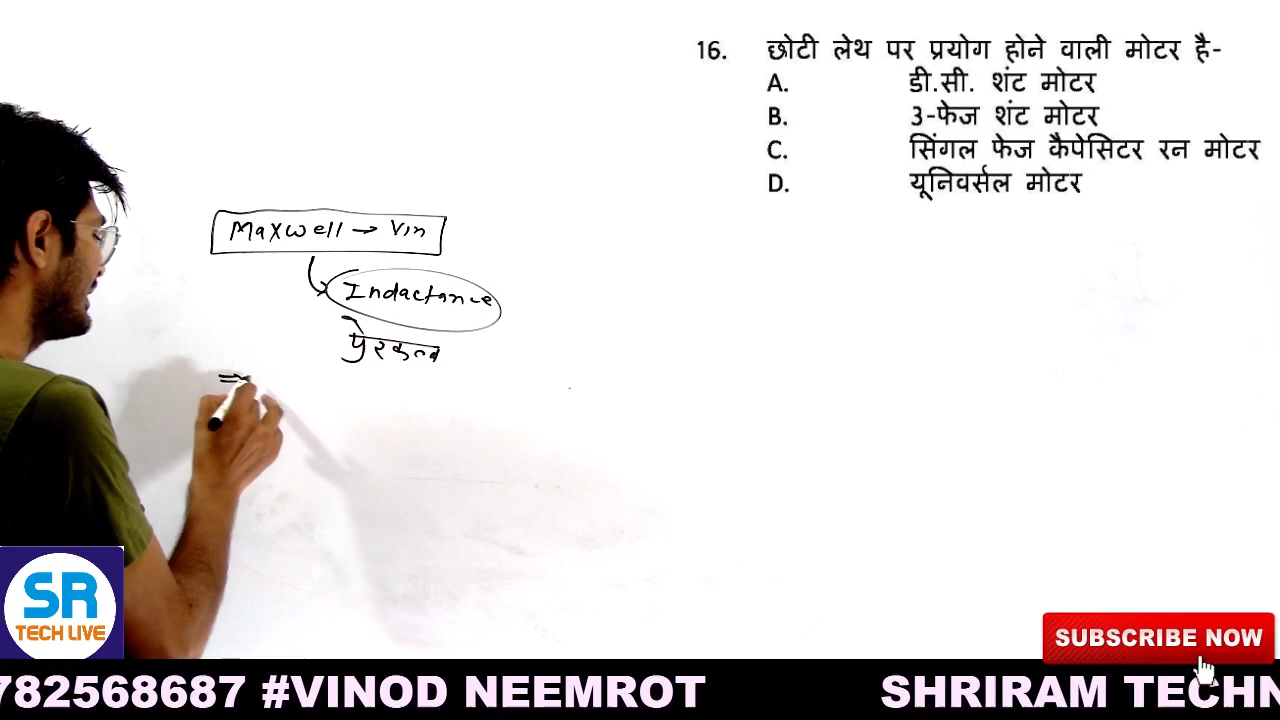 16. छोटी लेथ पर प्रयोग होने वाली मोटर है-
A. डी.सी. शंट मोटर
B. 3-फेज शंट मोटर
C. सिंगल फेज कैपेसिटर रन मोटर
D. यूनिवर्सल मोटर
Maxwell → Vin
Indactance
प्रेरकत्व
SR
TECH LIVE
SUBSCRIBE NOW
782568687 #VINOD NEEMROT SHRIRAM TECHN